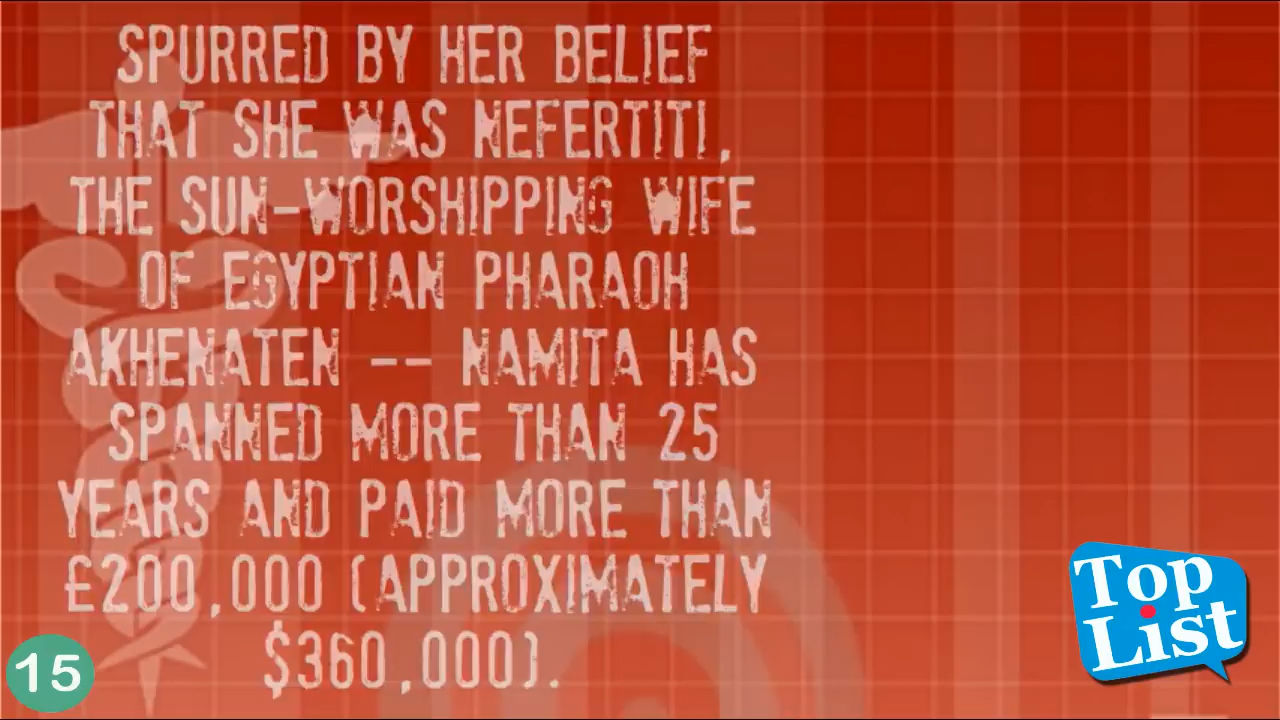 SPURRED BY HER BELIEF
THAT SHE WAS NEFERTITI,
THE SUN-WORSHIPPING WIFE
OF EGYPTIAN PHARAOH
AKHENATEN -- NAMITA HAS
SPANNED MORE THAN 25
YEARS AND PAID MORE THAN
£200,000 (APPROXIMATELY
$360,000).
15
Top
List